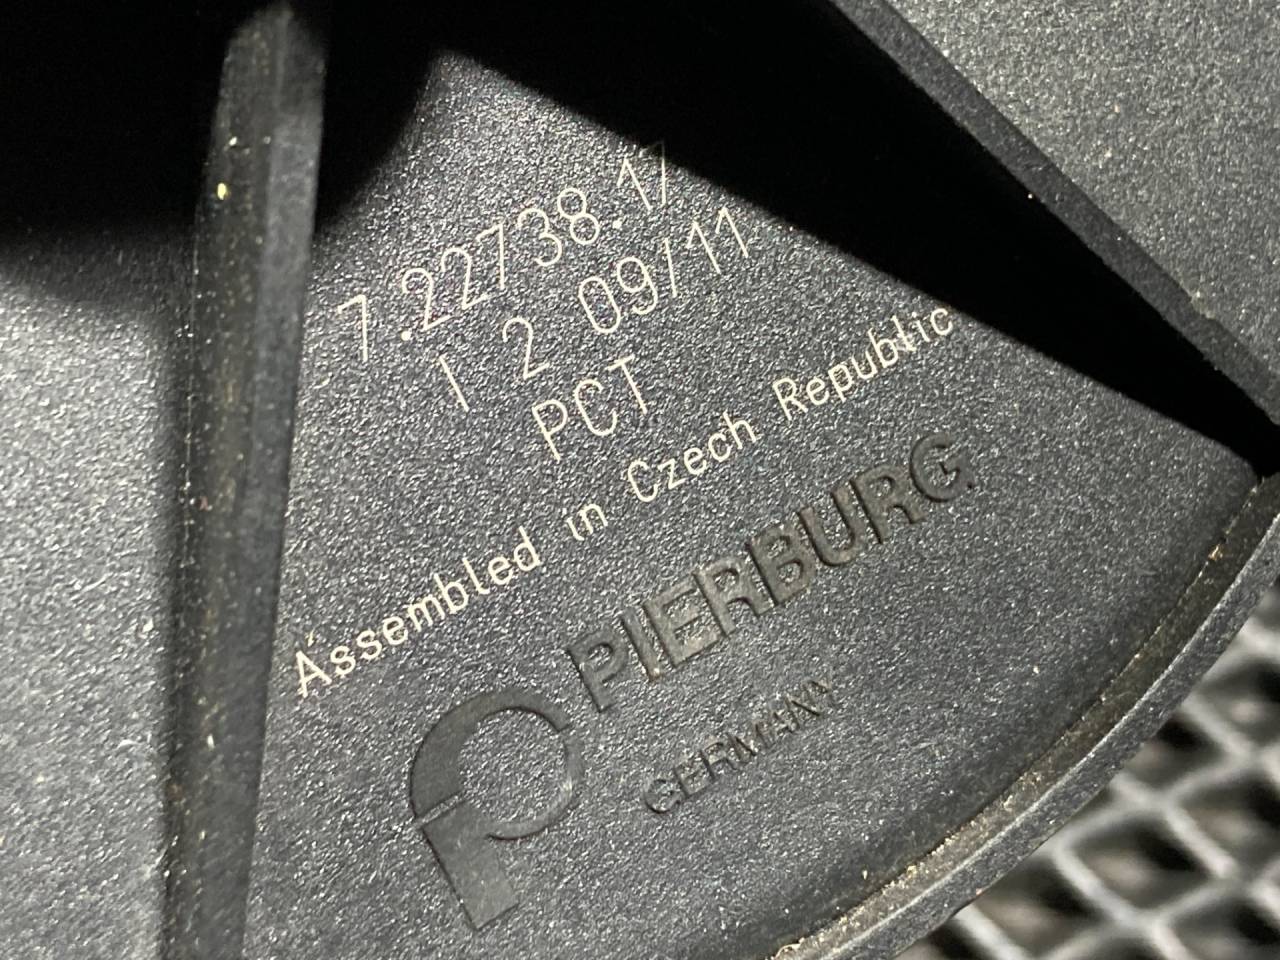 7.22738.17
1 2 09/11
PCT
Assembled in Czech Republic
PIERBURG
GERMANY